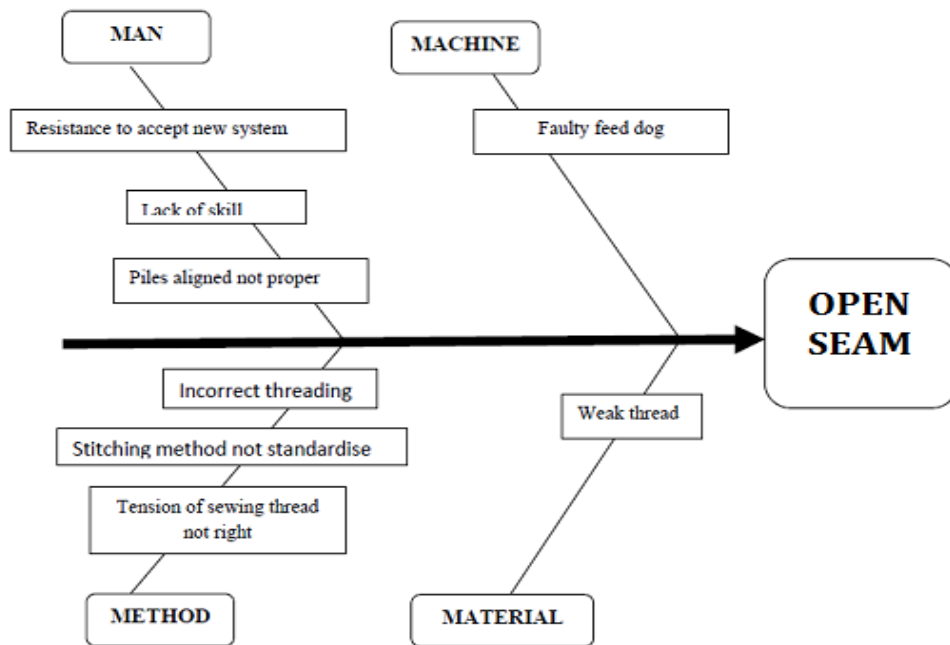 MAN
MACHINE
Resistance to accept new system
Faulty feed dog
Lack of skill
Piles aligned not proper
OPEN
SEAM
Incorrect threading
Weak thread
Stitching method not standardise
Tension of sewing thread
not right
METHOD
MATERIAL